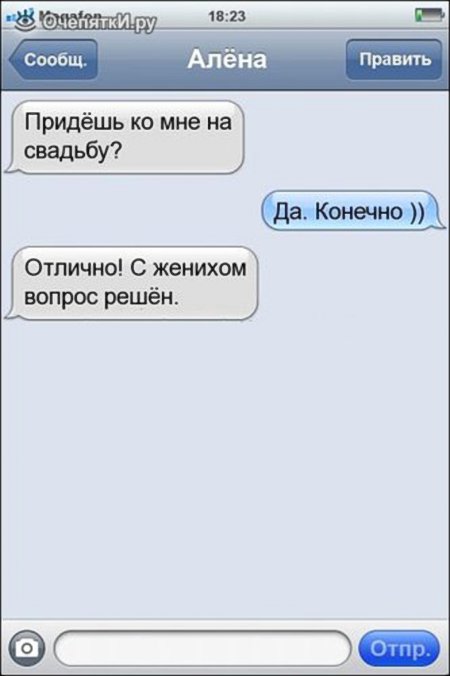 ОчепяткИ.ру
18:23
Сообщ.
Алёна
Править
Придёшь ко мне на
свадьбу?
Да. Конечно ))
Отлично! С женихом
вопрос решён.
Отпр.